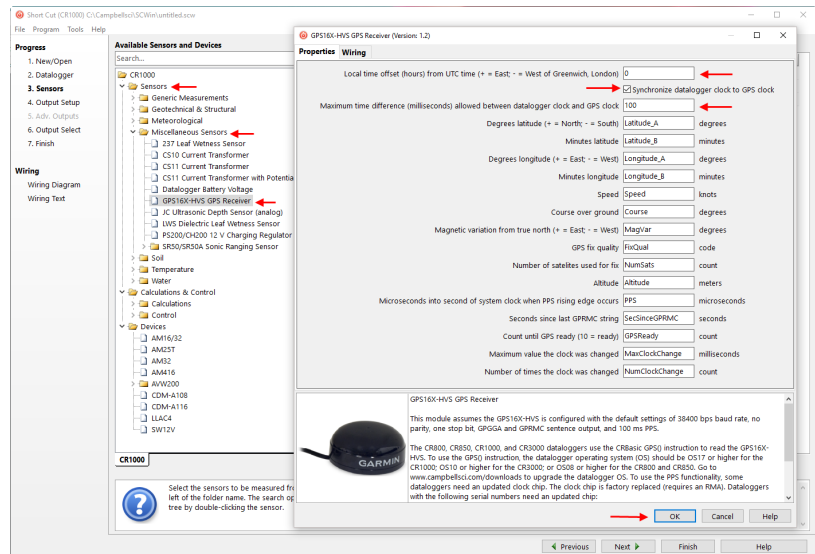 Short Cut (CR1000) C:\Campbellsci\SCWin\untitled.scw
File Program Tools Help
Progress
1. New/Open
2. Datalogger
3. Sensors
4. Output Setup
5. Adv. Outputs
6. Output Select
7. Finish
Wiring
Wiring Diagram
Wiring Text
Available Sensors and Devices
Search...
CR1000
Sensors
Generic Measurements
Geotechnical & Structural
Meteorological
Miscellaneous Sensors
237 Leaf Wetness Sensor
CS10 Current Transformer
CS11 Current Transformer
CS11 Current Transformer with Potentia
Datalogger Battery Voltage
GPS16X-HVS GPS Receiver
JC Ultrasonic Depth Sensor (analog)
LWS Dielectric Leaf Wetness Sensor
PS200/CH200 12 V Charging Regulator
SR50/SR50A Sonic Ranging Sensor
Soil
Temperature
Water
Calculations & Control
Calculations
Control
Devices
AM16/32
AM25T
AM32
AM416
AVW200
CDM-A108
CDM-A116
LLAC4
SW12V
CR1000
Select the sensors to be measured fr
left of the folder name. The search op
tree by double-clicking the sensor.
GPS16X-HVS GPS Receiver (Version: 1.2)
Properties Wiring
Local time offset (hours) from UTC time (+ = East; - = West of Greenwich, London) 0
Synchronize datalogger clock to GPS clock
Maximum time difference (milliseconds) allowed between datalogger clock and GPS clock 100
Degrees latitude (+ = North; - = South) Latitude_A degrees
Minutes latitude Latitude_B minutes
Degrees longitude (+ = East; - = West) Longitude_A degrees
Minutes longitude Longitude_B minutes
Speed Speed knots
Course over ground Course degrees
Magnetic variation from true north (+ = East; - = West) MagVar degrees
GPS fix quality FixQual code
Number of satelites used for fix NumSats count
Altitude Altitude meters
Microseconds into second of system clock when PPS rising edge occurs PPS microseconds
Seconds since last GPRMC string SecSinceGPRMC seconds
Count until GPS ready (10 = ready) GPSReady count
Maximum value the clock was changed MaxClockChange milliseconds
Number of times the clock was changed NumClockChange count
GARMIN
GPS16X-HVS GPS Receiver
This module assumes the GPS16X-HVS is configured with the default settings of 38400 bps baud rate, no
parity, one stop bit, GPGGA and GPRMC sentence output, and 100 ms PPS.
The CR800, CR850, CR1000, and CR3000 dataloggers use the CRBasic GPS() instruction to read the GPS16X-
HVS. To use the GPS() instruction, the datalogger operating system (OS) should be OS17 or higher for the
CR1000; OS10 or higher for the CR3000; or OS08 or higher for the CR800 and CR850. Go to
www.campbellsci.com/downloads to upgrade the datalogger OS. To use the PPS functionality, some
dataloggers need an updated clock chip. The clock chip is factory replaced (requires an RMA). Dataloggers
with the following serial numbers need an updated chip:
OK Cancel Help
Previous Next Finish Help